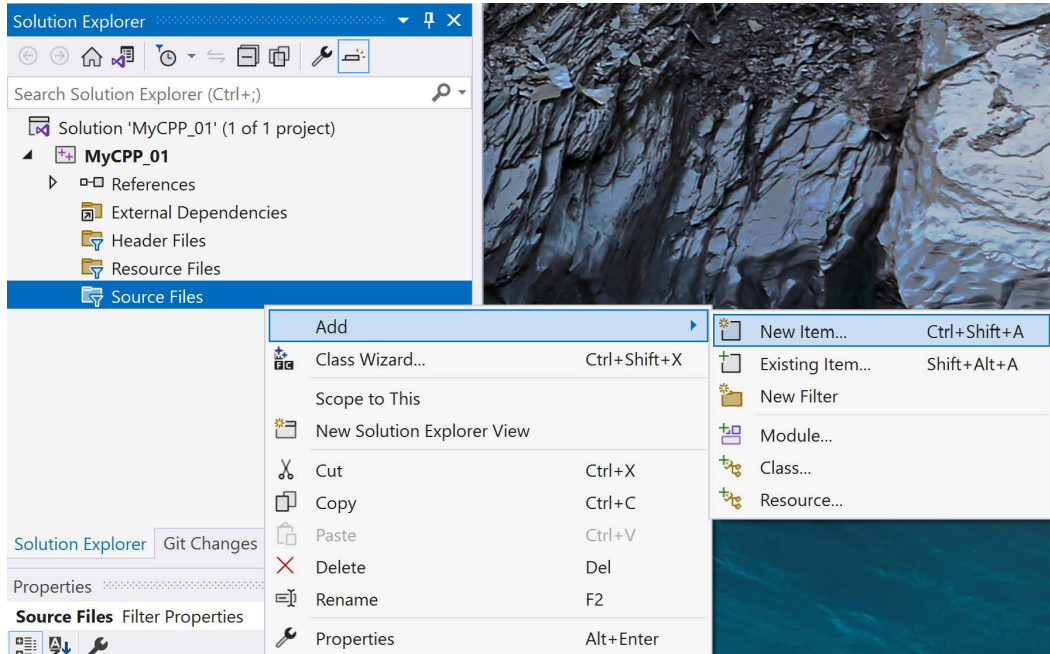 Solution Explorer
Search Solution Explorer (Ctrl+;)
Solution 'MyCPP_01' (1 of 1 project)
MyCPP_01
References
External Dependencies
Header Files
Resource Files
Source Files
Add
Class Wizard... Ctrl+Shift+X
Scope to This
New Solution Explorer View
Cut Ctrl+X
Copy Ctrl+C
Paste Ctrl+V
Delete Del
Rename F2
Properties Alt+Enter
New Item... Ctrl+Shift+A
Existing Item... Shift+Alt+A
New Filter
Module...
Class...
Resource...
Solution Explorer Git Changes
Properties
Source Files Filter Properties